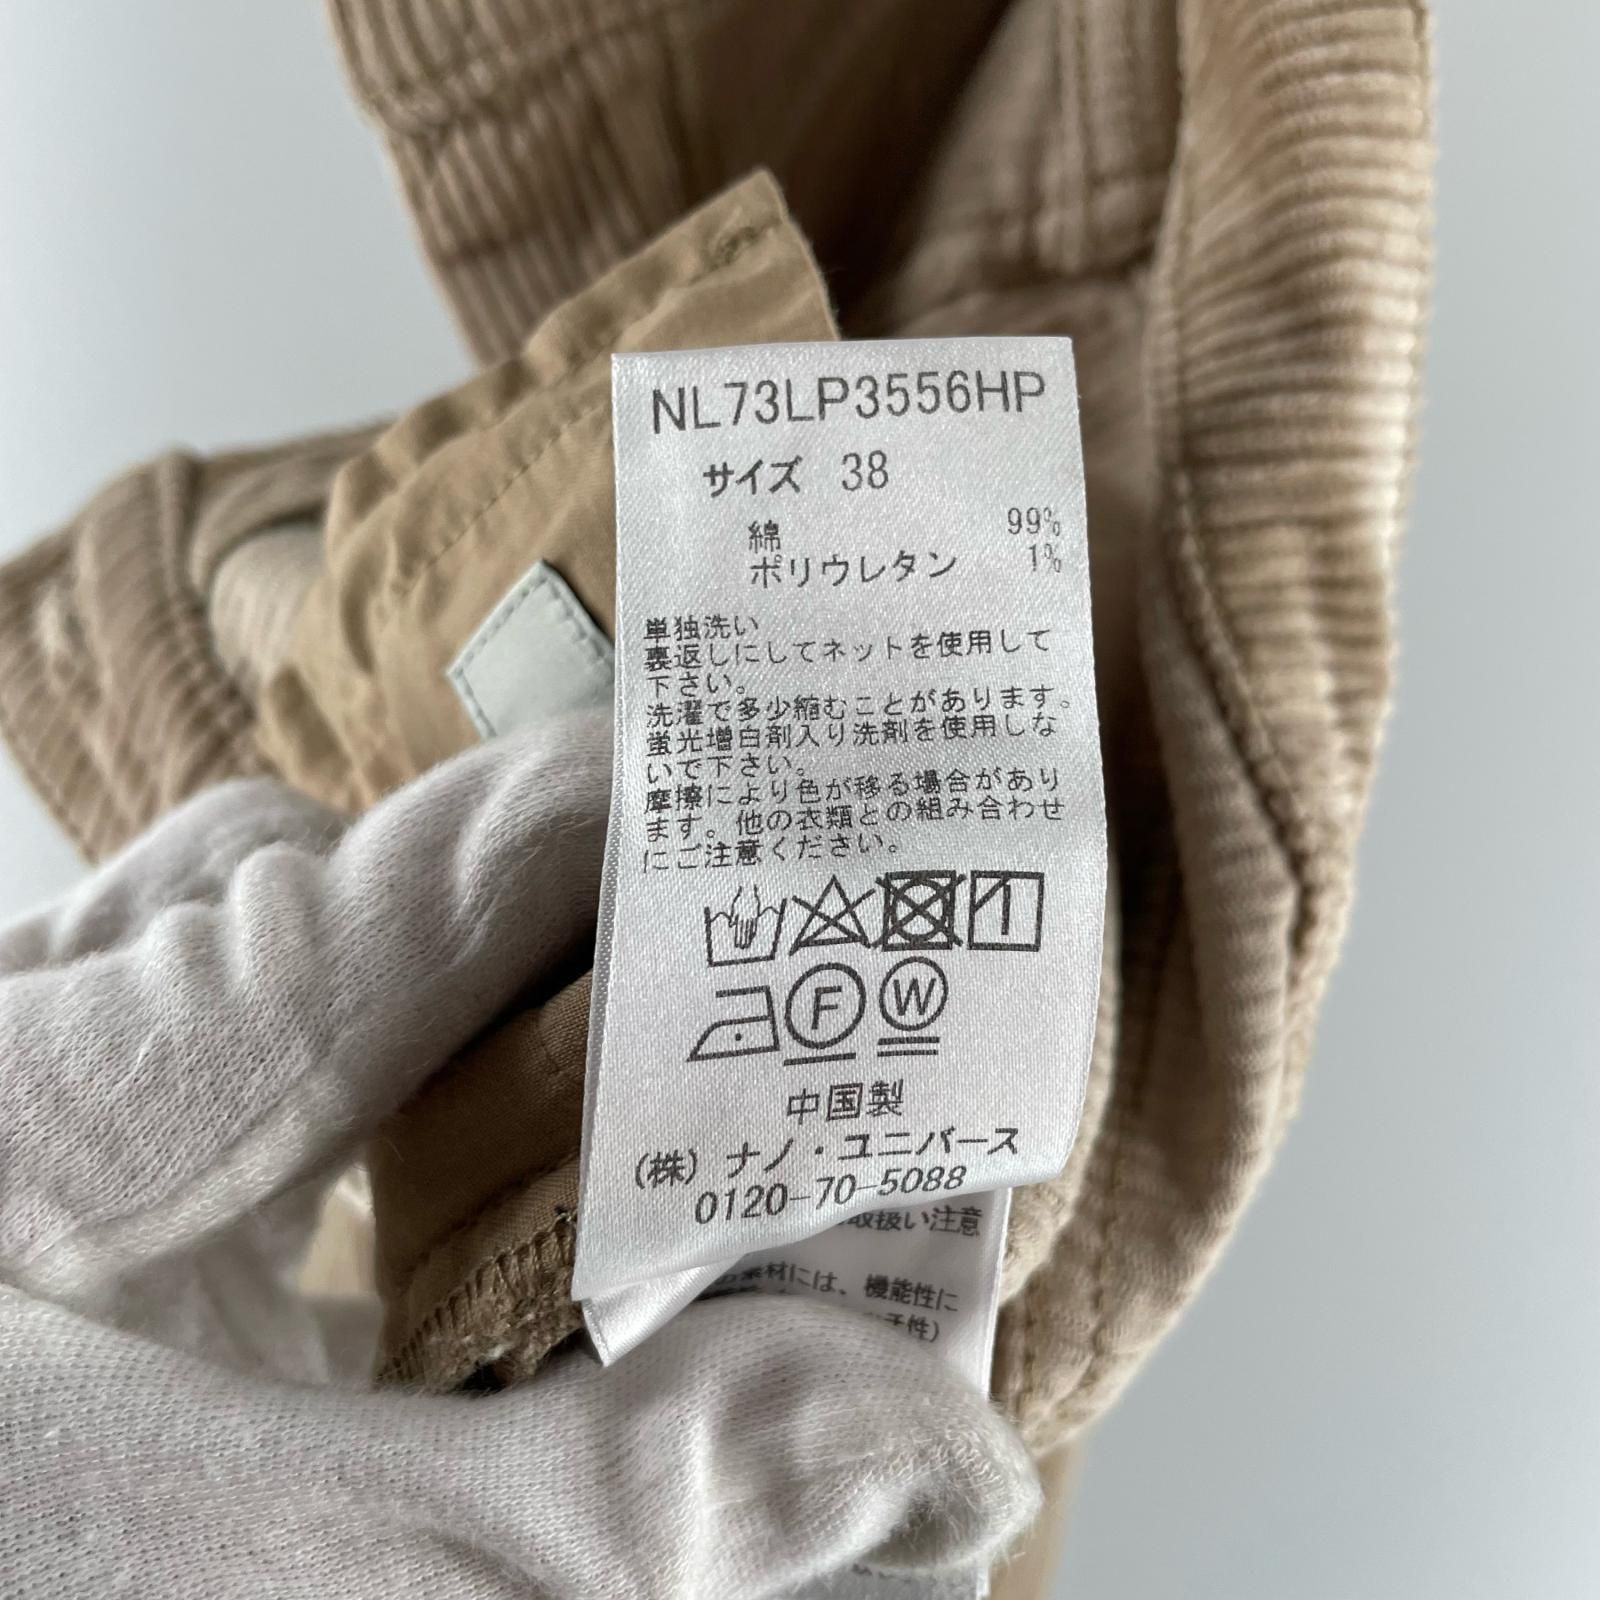 NL73LP3556HP
サイズ 38
綿 99%
ポリウレタン 1%
単独洗い
裏返しにしてネットを使用して
下さい。
洗濯で多少縮むことがあります。
蛍光増白剤入り洗剤を使用しな
いで下さい。
摩擦により色が移る場合があり
ます。他の衣類との組み合わせ
にご注意ください。
F W
中国製
(株) ナノ・ユニバース
0120-70-5088
取扱い注意
素材には、機能性に
性)